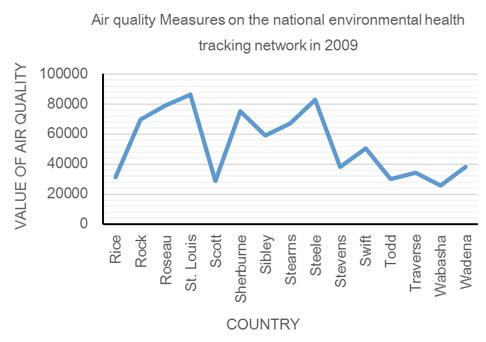 Air quality Measures on the national environmental health
tracking network in 2009
VALUE OF AIR QUALITY
100000
80000
60000
40000
20000
0
Rice
Rock
Roseau
St. Louis
Scott
Sherburne
Sibley
Stearns
Steele
Stevens
Swift
Todd
Traverse
Wabasha
Wadena
COUNTRY